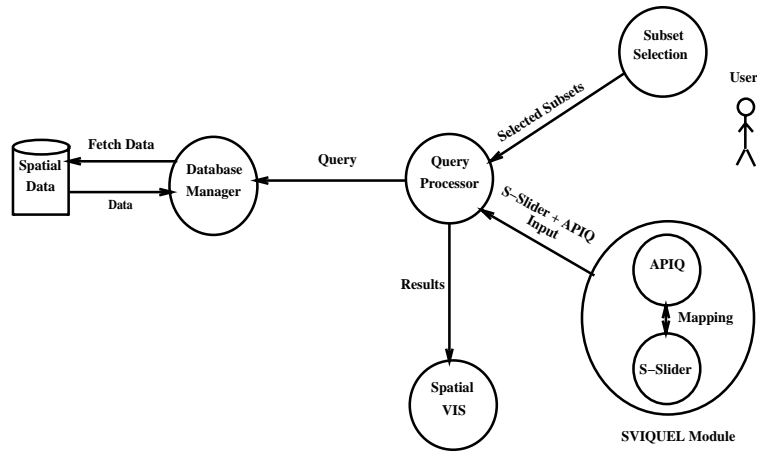 Subset
Selection
User
Selected Subsets
Fetch Data
Spatial
Data
Data
Database
Manager
Query
Query
Processor
S–Slider + APIQ
Input
Results
APIQ
Mapping
S–Slider
Spatial
VIS
SVIQUEL Module